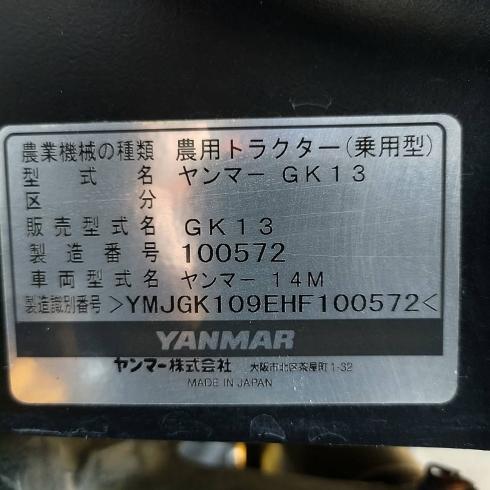 農業機械の種類 農用トラクター(乗用型)
型式名 ヤンマー GK13
区分
販売型式名 GK13
製造番号 100572
車両型式名 ヤンマー 14M
製造識別番号 >YMJGK109EHF100572<
YANMAR
ヤンマー株式会社 大阪市北区茶屋町1-32
MADE IN JAPAN